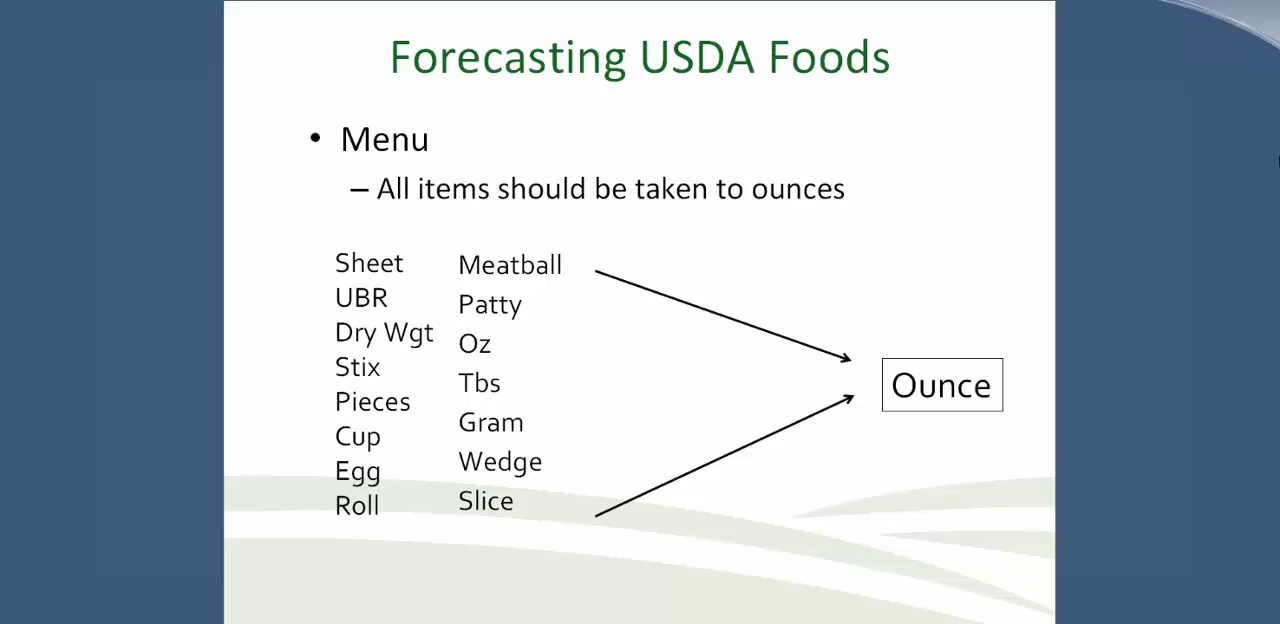 Forecasting USDA Foods
• Menu
– All items should be taken to ounces
Sheet
UBR
Dry Wgt
Stix
Pieces
Cup
Egg
Roll
Meatball
Patty
Oz
Tbs
Gram
Wedge
Slice
Ounce